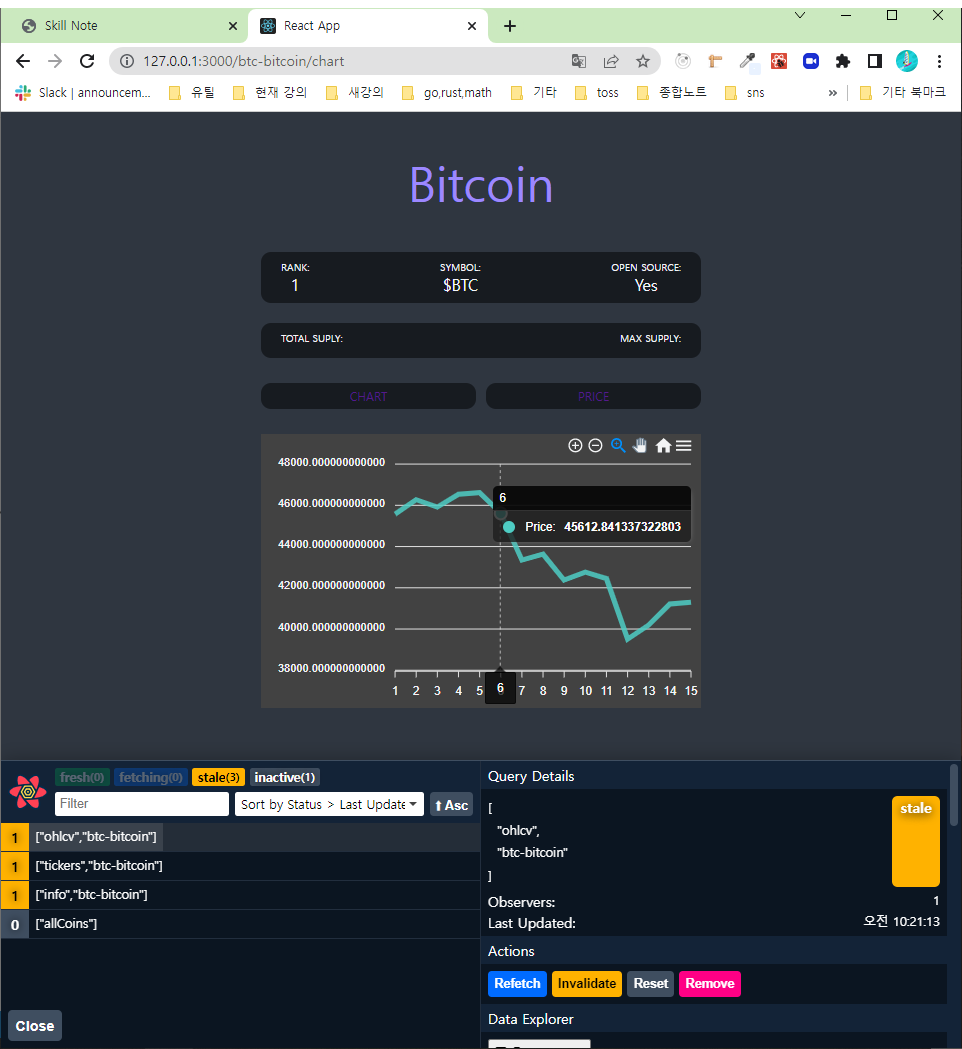 Skill Note
React App
127.0.0.1:3000/btc-bitcoin/chart
Slack | announcem...
유틸
현재 강의
새강의
go,rust,math
기타
toss
종합노트
sns
»
기타 북마크
Bitcoin
RANK:
SYMBOL:
OPEN SOURCE:
1
$BTC
Yes
TOTAL SUPLY:
MAX SUPPLY:
CHART
PRICE
48000.000000000000
46000.000000000000
44000.000000000000
42000.000000000000
40000.000000000000
38000.000000000000
6
Price: 45612.841337322803
1 2 3 4 5 6 7 8 9 10 11 12 13 14 15
6
fresh(0) fetching(0) stale(3) inactive(1)
Filter
Sort by Status > Last Update
⬆ Asc
1 ["ohlcv","btc-bitcoin"]
1 ["tickers","btc-bitcoin"]
1 ["info","btc-bitcoin"]
0 ["allCoins"]
Close
Query Details
[
"ohlcv",
"btc-bitcoin"
]
stale
Observers: 1
Last Updated: 오전 10:21:13
Actions
Refetch Invalidate Reset Remove
Data Explorer